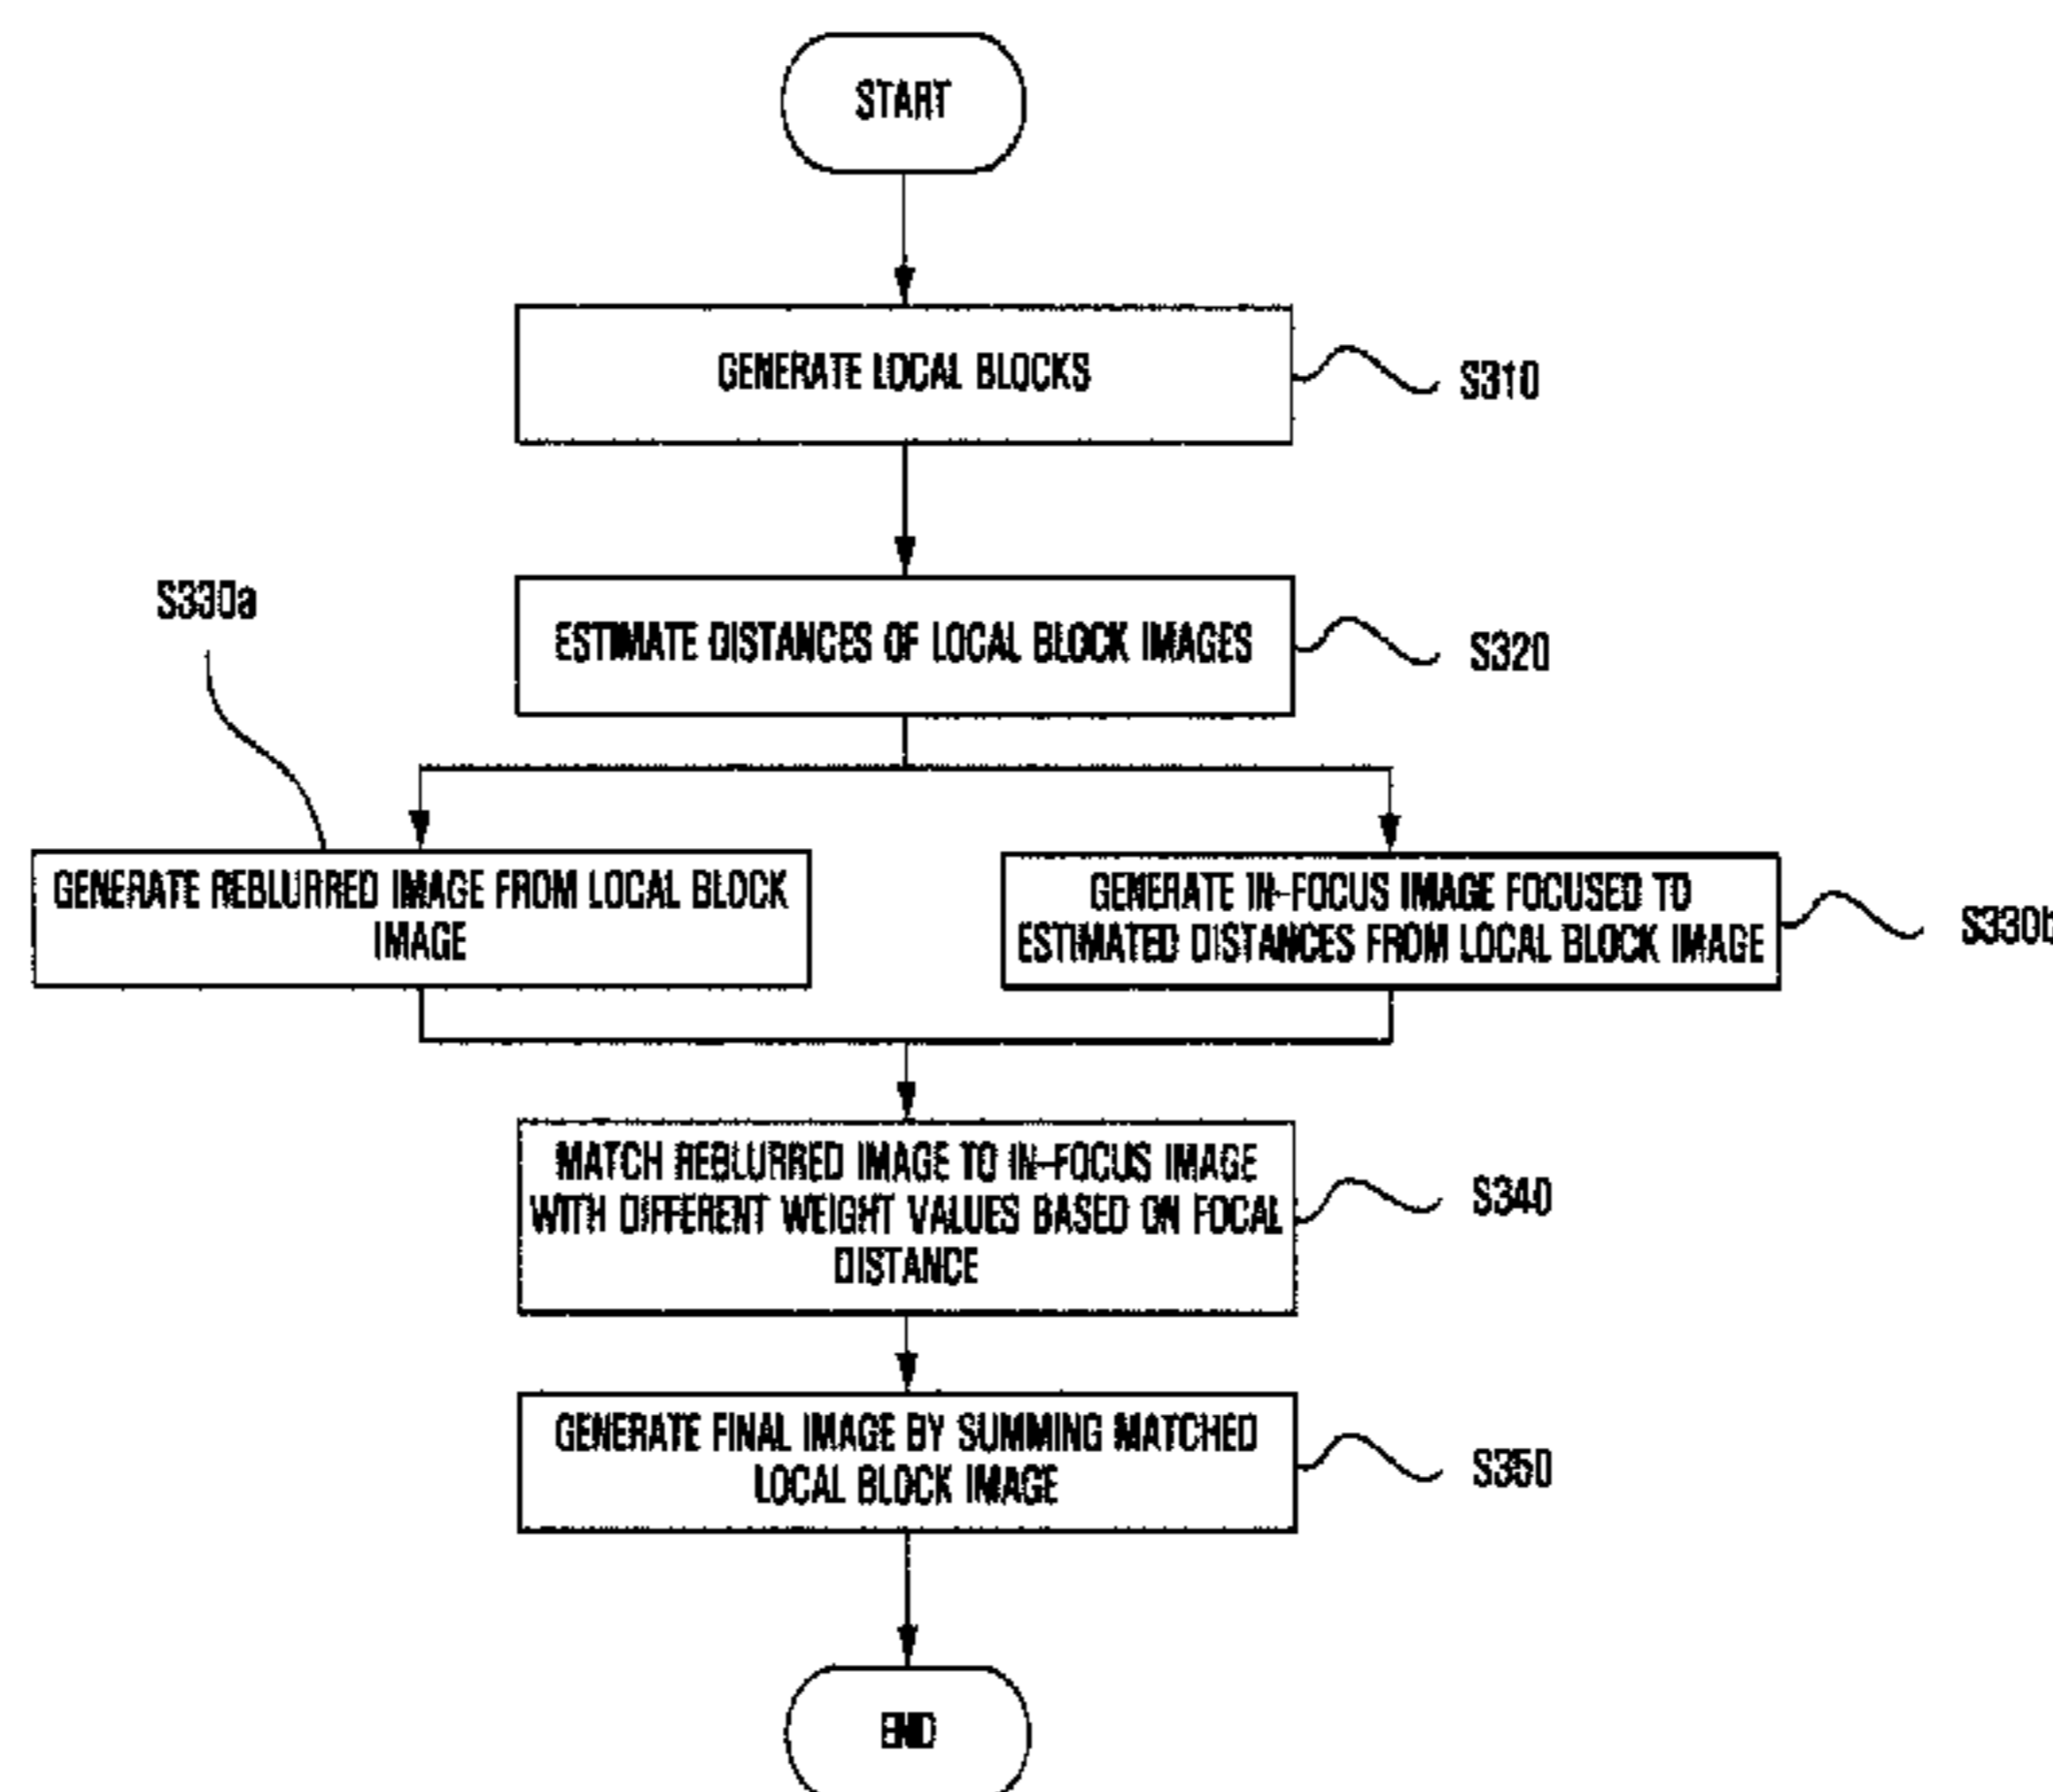 START
GENERATE LOCAL BLOCKS
S310
S330a
ESTIMATE DISTANCES OF LOCAL BLOCK IMAGES
S320
GENERATE REBLURRED IMAGE FROM LOCAL BLOCK
IMAGE
GENERATE IN-FOCUS IMAGE FOCUSED TO
ESTIMATED DISTANCES FROM LOCAL BLOCK IMAGE
S330b
MATCH REBLURRED IMAGE TO IN-FOCUS IMAGE
WITH DIFFERENT WEIGHT VALUES BASED ON FOCAL
DISTANCE
S340
GENERATE FINAL IMAGE BY SUMMING MATCHED
LOCAL BLOCK IMAGE
S350
END